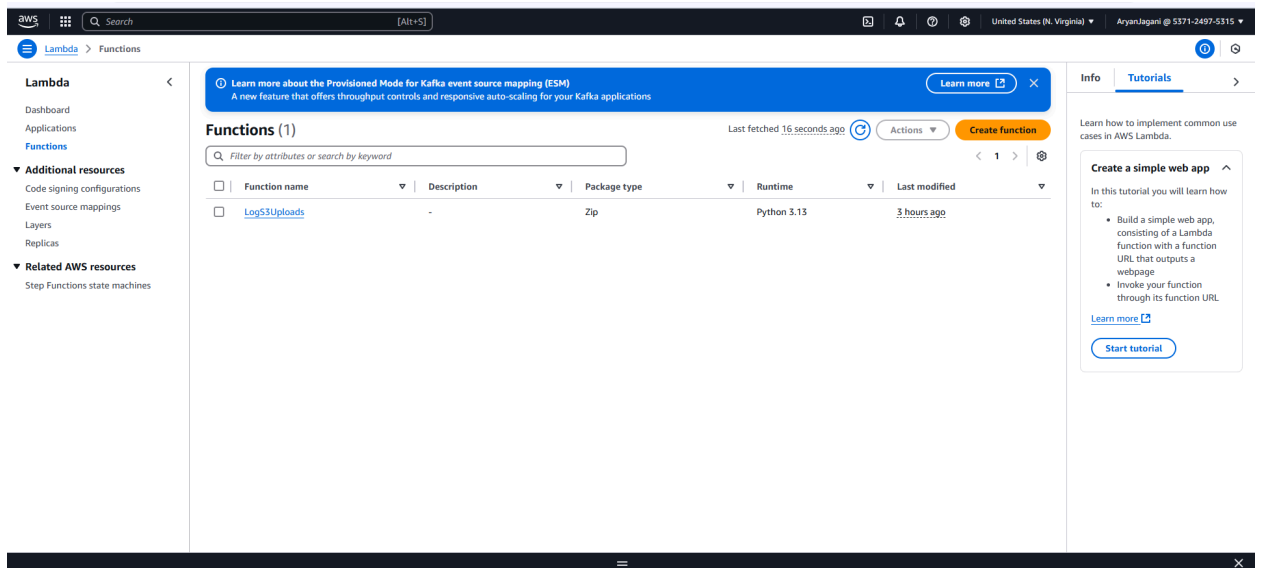 aws
Search
[Alt+S]
United States (N. Virginia) ▼
AryanJagani @ 5371-2497-5315 ▼
Lambda > Functions
Lambda
Dashboard
Applications
Functions
▼ Additional resources
Code signing configurations
Event source mappings
Layers
Replicas
▼ Related AWS resources
Step Functions state machines
Learn more about the Provisioned Mode for Kafka event source mapping (ESM)
A new feature that offers throughput controls and responsive auto-scaling for your Kafka applications
Learn more
Functions (1)
Last fetched 16 seconds ago
Actions ▼
Create function
Filter by attributes or search by keyword
< 1 >
Function name
Description
Package type
Runtime
Last modified
LogS3Uploads
-
Zip
Python 3.13
3 hours ago
Info
Tutorials
Learn how to implement common use
cases in AWS Lambda.
Create a simple web app
In this tutorial you will learn how
to:
• Build a simple web app,
consisting of a Lambda
function with a function
URL that outputs a
webpage
• Invoke your function
through its function URL
Learn more
Start tutorial